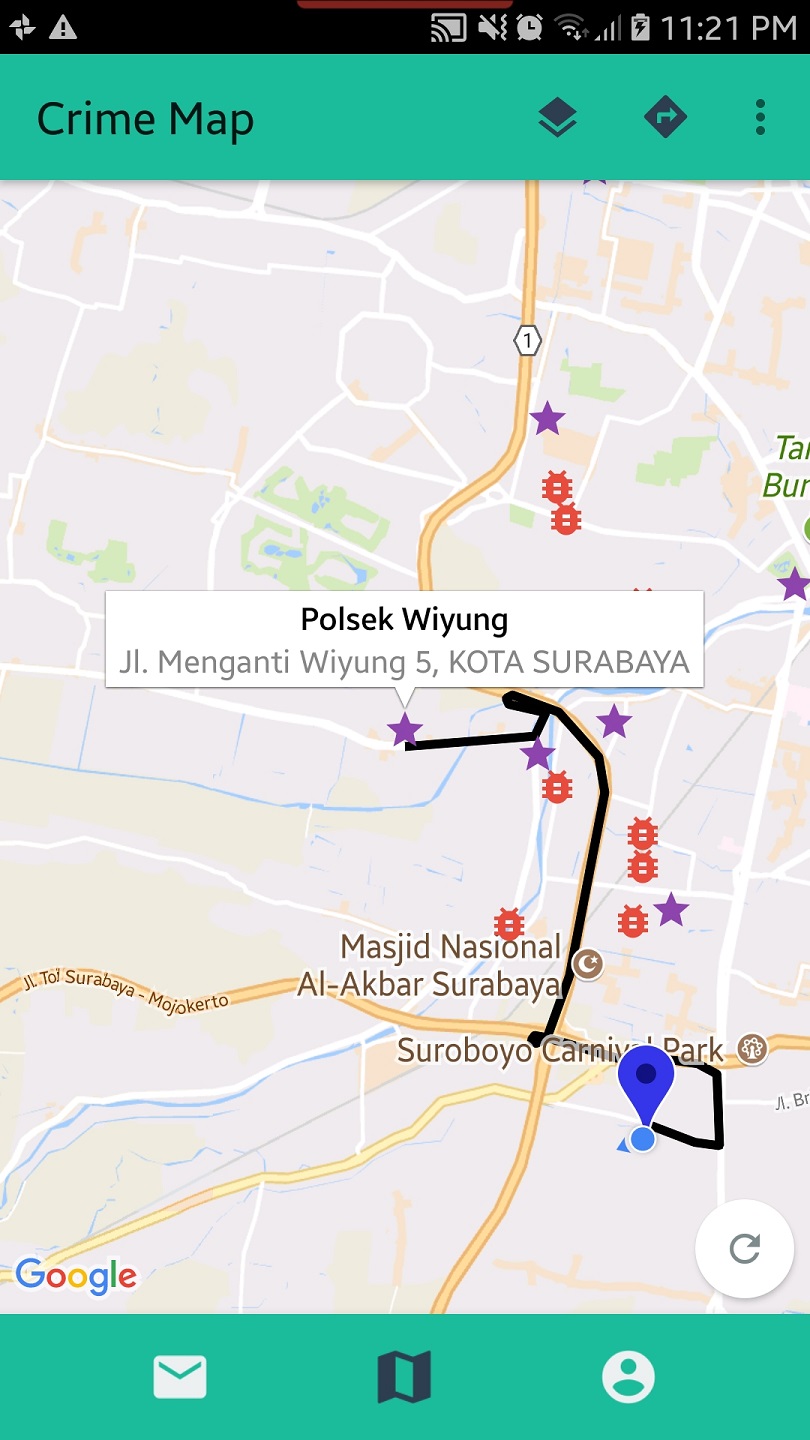 11:21 PM
Crime Map
1
Tal
Bur
Polsek Wiyung
Jl. Menganti Wiyung 5, KOTA SURABAYA
Masjid Nasional
Al-Akbar Surabaya
Jl. Tol Surabaya - Mojokerto
Suroboyo Carnival Park
Jl. Br
Google